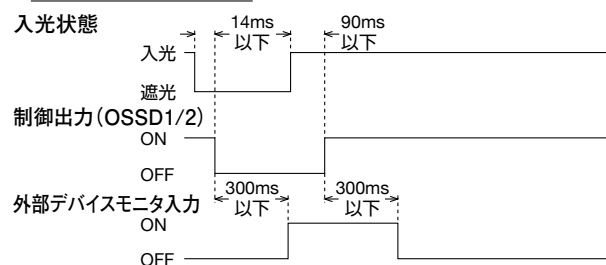 入光状態
14ms
以下
90ms
以下
入光
遮光
制御出力(OSSD1/2)
ON
OFF
300ms
以下
300ms
以下
外部デバイスモニタ入力
ON
OFF